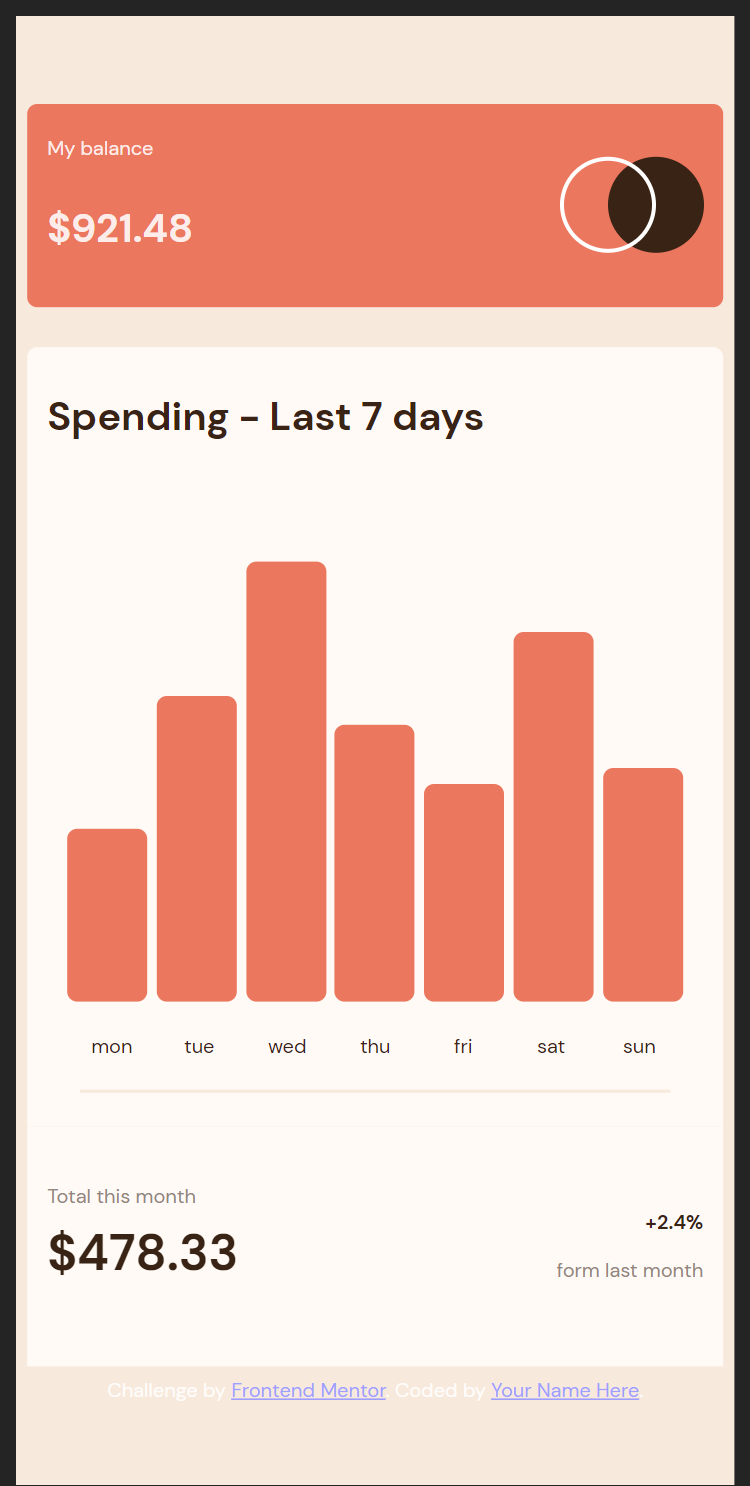 My balance
$921.48
Spending - Last 7 days
mon tue wed thu fri sat sun
Total this month
$478.33
+2.4%
form last month
Challenge by Frontend Mentor Coded by Your Name Here